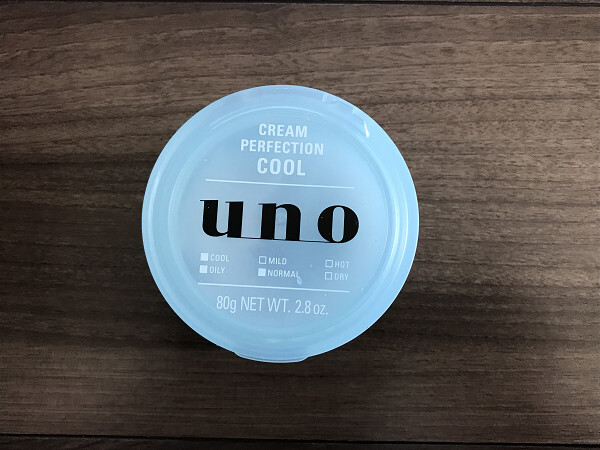 CREAM
PERFECTION
COOL
uno
COOL MILD HOT
OILY NORMAL DRY
80g NET WT. 2.8 oz.